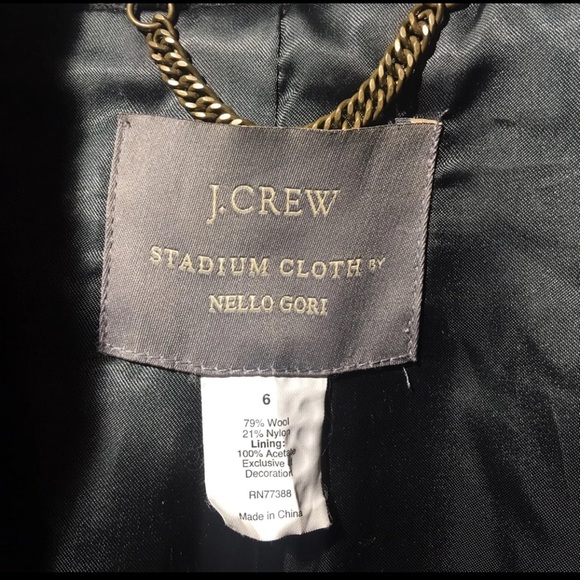 J.CREW
STADIUM CLOTH BY
NELLO GORI
6
79% Wool
21% Nylon
Lining:
100% Acetate
Exclusive
Decoration
RN77388
Made in China